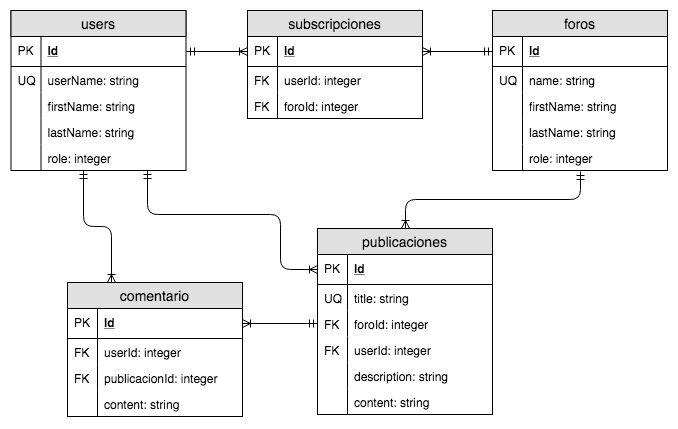 users
PK Id
UQ userName: string
firstName: string
lastName: string
role: integer
subscripciones
PK Id
FK userId: integer
FK foroId: integer
foros
PK Id
UQ name: string
firstName: string
lastName: string
role: integer
comentario
PK Id
FK userId: integer
FK publicacionId: integer
content: string
publicaciones
PK Id
UQ title: string
FK foroId: integer
FK userId: integer
description: string
content: string